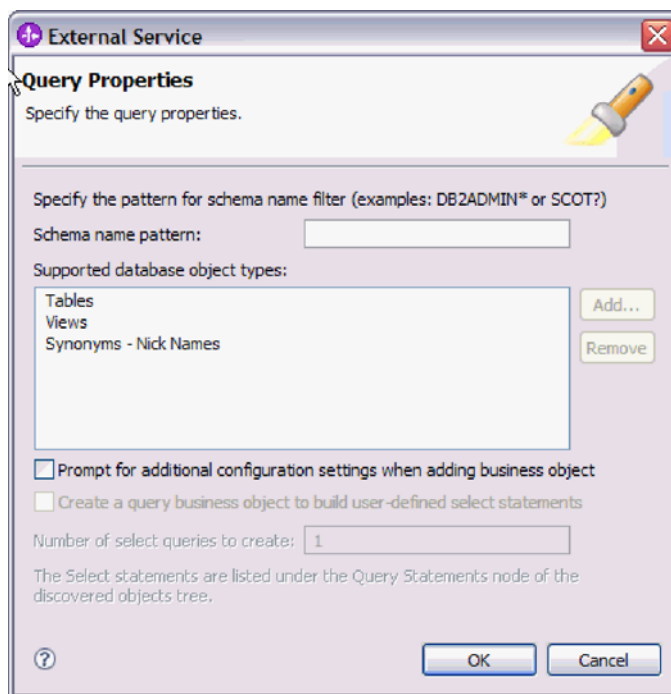 External Service
Query Properties
Specify the query properties.
Specify the pattern for schema name filter (examples: DB2ADMIN* or SCOT?)
Schema name pattern:
Supported database object types:
Tables
Views
Synonyms - Nick Names
Add...
Remove
Prompt for additional configuration settings when adding business object
Create a query business object to build user-defined select statements
Number of select queries to create: 1
The Select statements are listed under the Query Statements node of the
discovered objects tree.
?
OK
Cancel